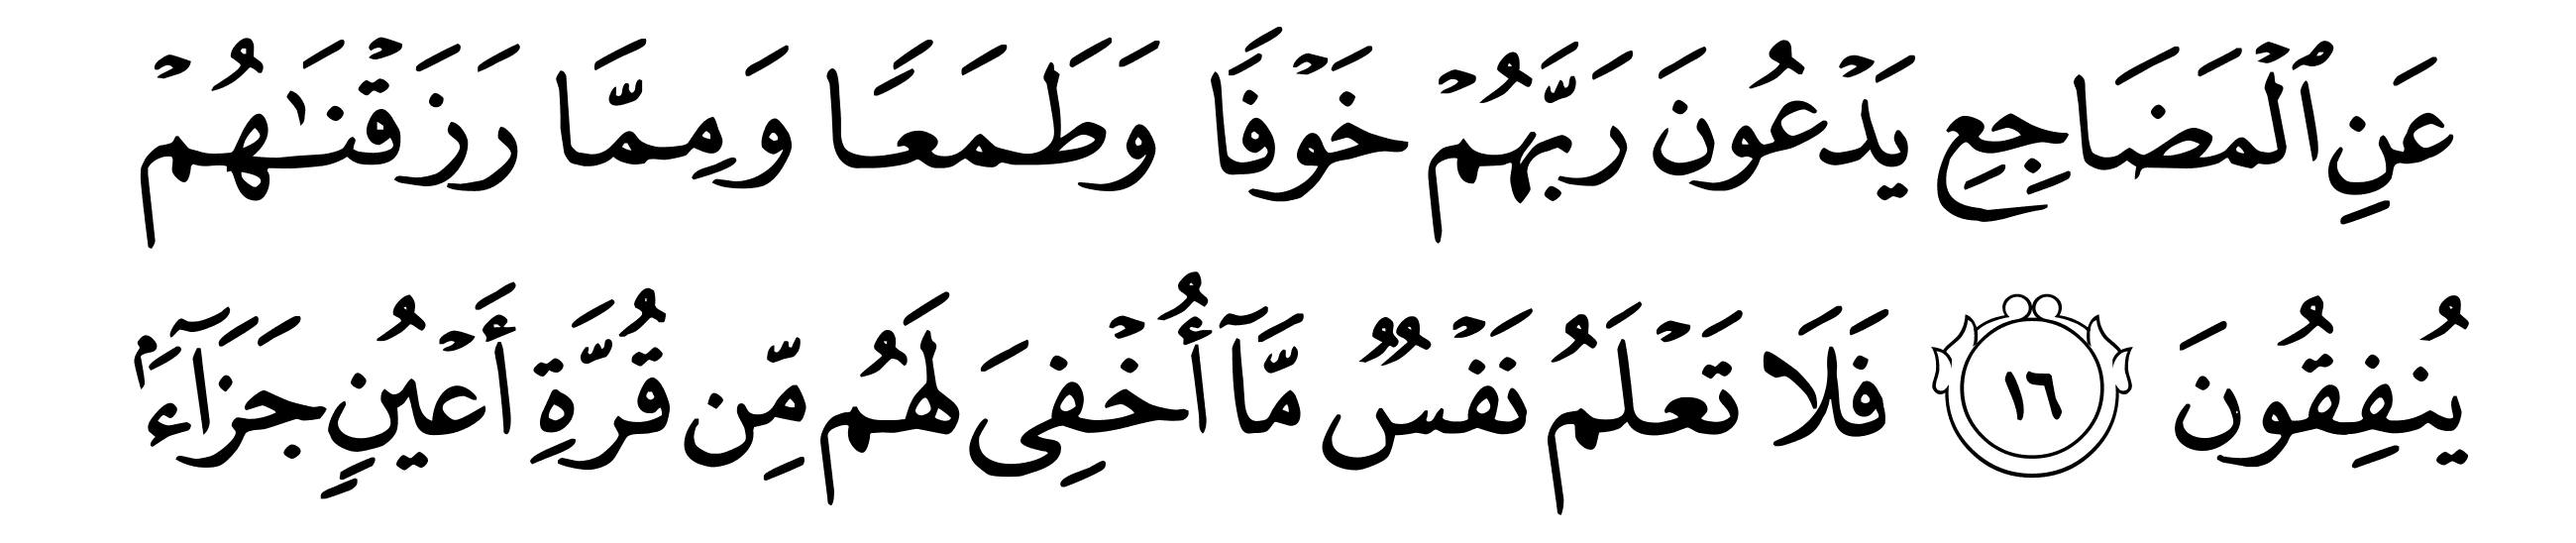 عَنِ ٱلۡمَضَاجِعِ يَدۡعُونَ رَبَّهُمۡ خَوۡفٗا وَطَمَعٗا وَمِمَّا رَزَقۡنَٰهُمۡ
يُنفِقُونَ ١٦ فَلَا تَعۡلَمُ نَفۡسٞ مَّآ أُخۡفِيَ لَهُم مِّن قُرَّةِ أَعۡيُنٖ جَزَآءَۢ